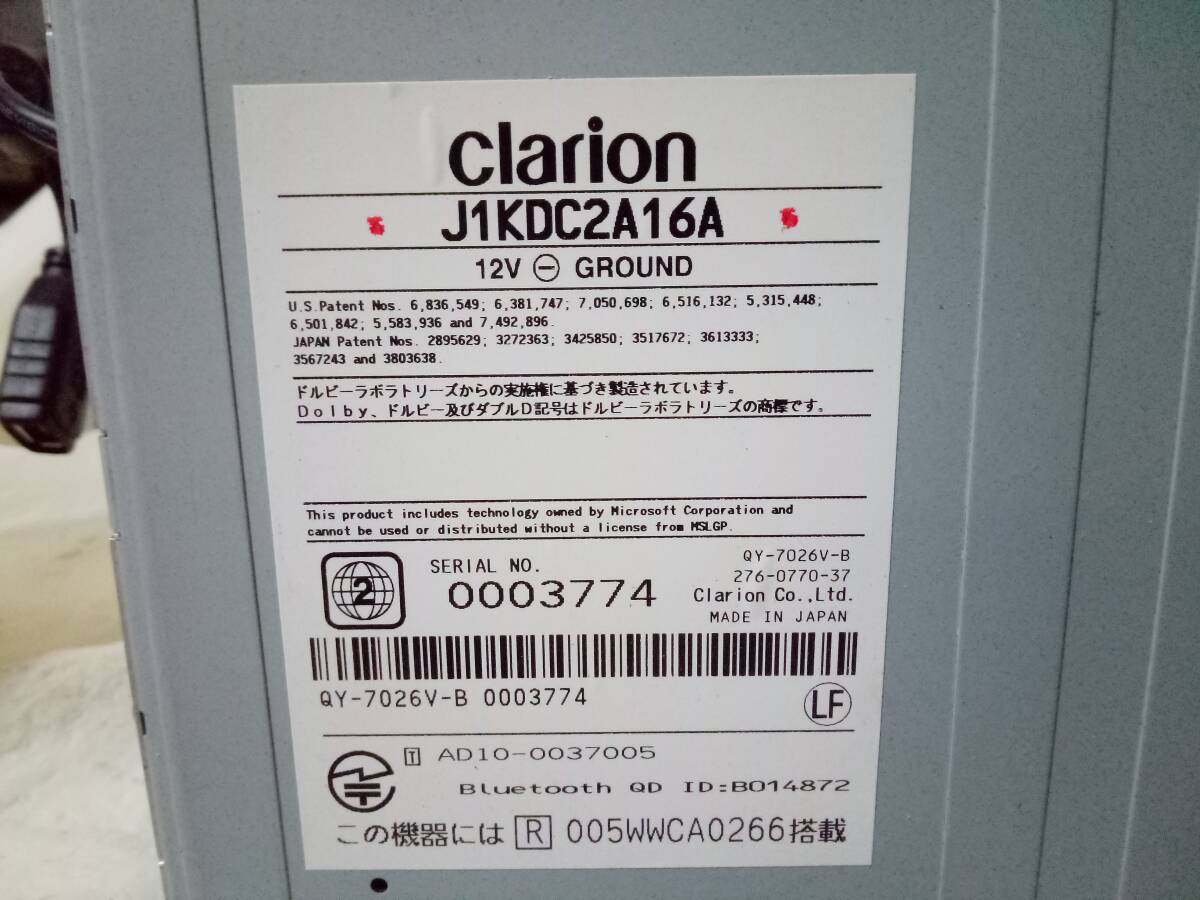 clarion
J1KDC2A16A
12V ⊖ GROUND
U.S.Patent Nos. 6,836,549; 6,381,747; 7,050,698; 6,516,132; 5,315,448;
6,501,842; 5,583,936 and 7,492,896.
JAPAN Patent Nos. 2895629; 3272363; 3425850; 3517672; 3613333;
3567243 and 3803638.
ドルビーラボラトリーズからの実施権に基づき製造されています。
Dolby、ドルビー及びダブルD記号はドルビーラボラトリーズの商標です。
This product includes technology owned by Microsoft Corporation and
cannot be used or distributed without a license from MSLGP.
2
SERIAL NO.
0003774
QY-7026V-B
276-0770-37
Clarion Co.,Ltd.
MADE IN JAPAN
QY-7026V-B 0003774
LF
T AD10-0037005
Bluetooth QD ID:B014872
この機器には R 005WWCA0266搭載